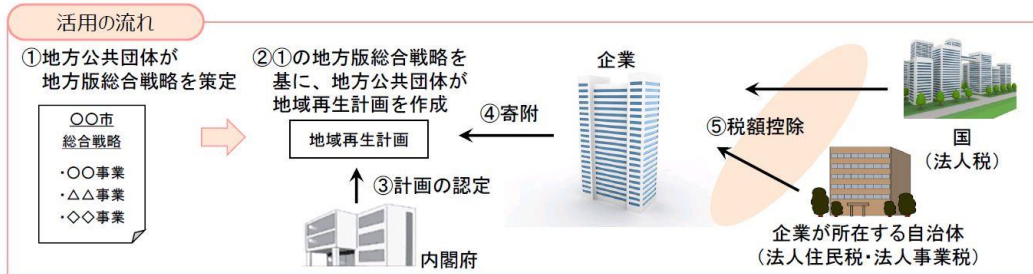 活用の流れ
①地方公共団体が
地方版総合戦略を策定
〇〇市
総合戦略
・〇〇事業
・△△事業
・◇◇事業
②①の地方版総合戦略を
基に、地方公共団体が
地域再生計画を作成
地域再生計画
③計画の認定
内閣府
④寄附
企業
⑤税額控除
国
（法人税）
企業が所在する自治体
（法人住民税・法人事業税）